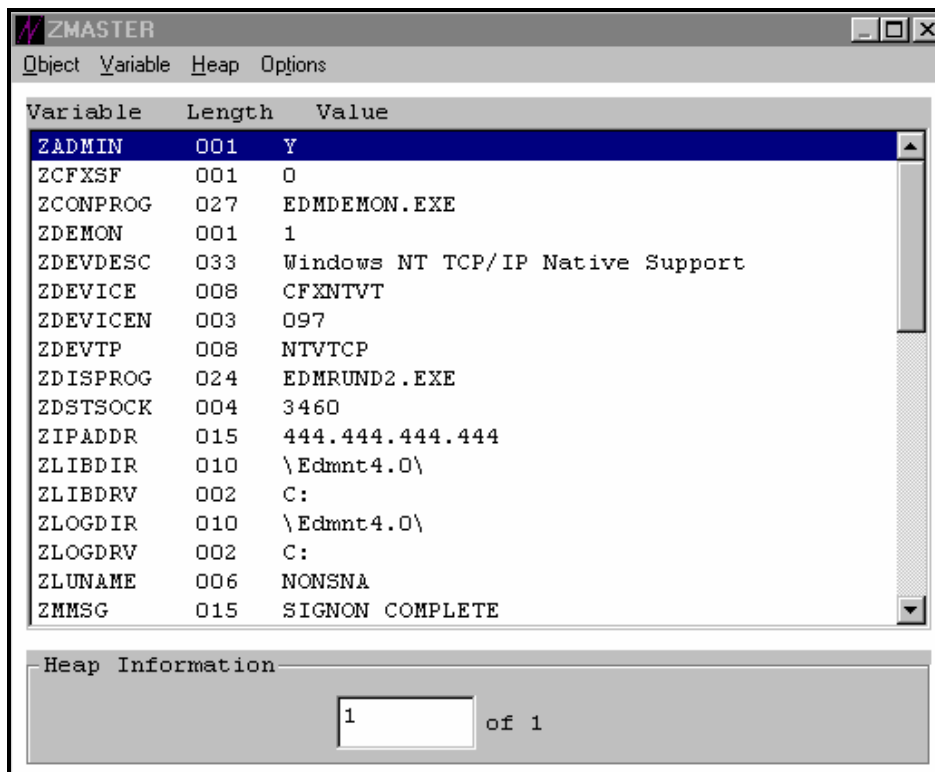 ZMASTER
Object Variable Heap Options
Variable Length Value
ZADMIN 001 Y
ZCFXSF 001 0
ZCONPROG 027 EDMDEMON.EXE
ZDEMON 001 1
ZDEVDESC 033 Windows NT TCP/IP Native Support
ZDEVICE 008 CFXNTVT
ZDEVICEN 003 097
ZDEVTP 008 NTVTCP
ZDISPROG 024 EDMRUND2.EXE
ZDSTSOCK 004 3460
ZIPADDR 015 444.444.444.444
ZLIBDIR 010 \Edmnt4.0\
ZLIBDRV 002 C:
ZLOGDIR 010 \Edmnt4.0\
ZLOGDRV 002 C:
ZLUNAME 006 NONSNA
ZMMSG 015 SIGNON COMPLETE
Heap Information
1 of 1